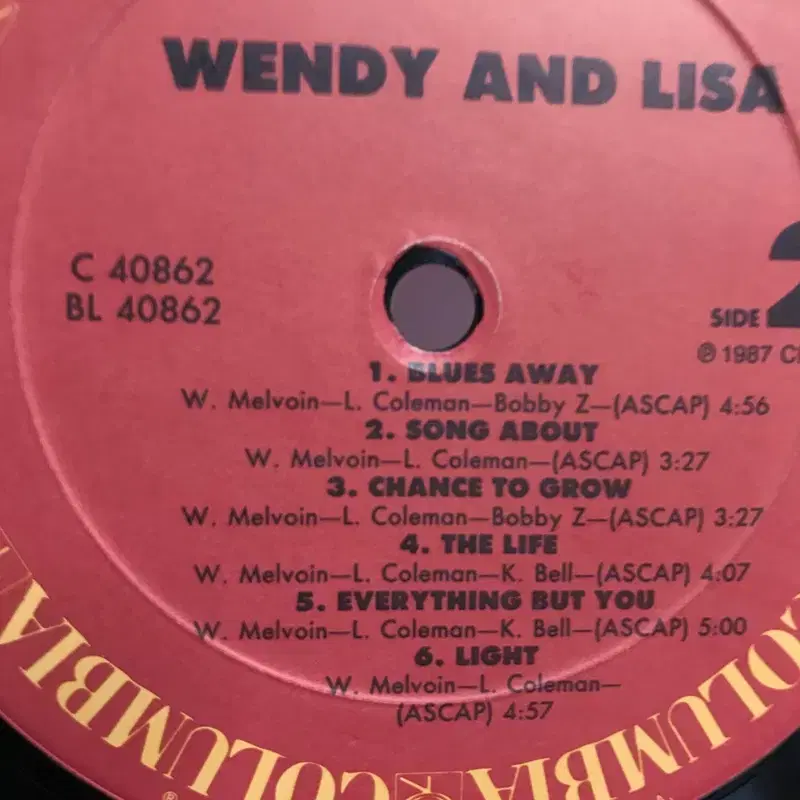 WENDY AND LISA
C 40862
BL 40862
SIDE 2
℗ 1987
1. BLUES AWAY
W. Melvoin—L. Coleman—Bobby Z—(ASCAP) 4:56
2. SONG ABOUT
W. Melvoin—L. Coleman—(ASCAP) 3:27
3. CHANCE TO GROW
W. Melvoin—L. Coleman—Bobby Z—(ASCAP) 3:27
4. THE LIFE
W. Melvoin—L. Coleman—K. Bell—(ASCAP) 4:07
5. EVERYTHING BUT YOU
W. Melvoin—L. Coleman—K. Bell—(ASCAP) 5:00
6. LIGHT
W. Melvoin—L. Coleman—
(ASCAP) 4:57
COLUMBIA COLUMBIA COLUMBIA COLUMBIA